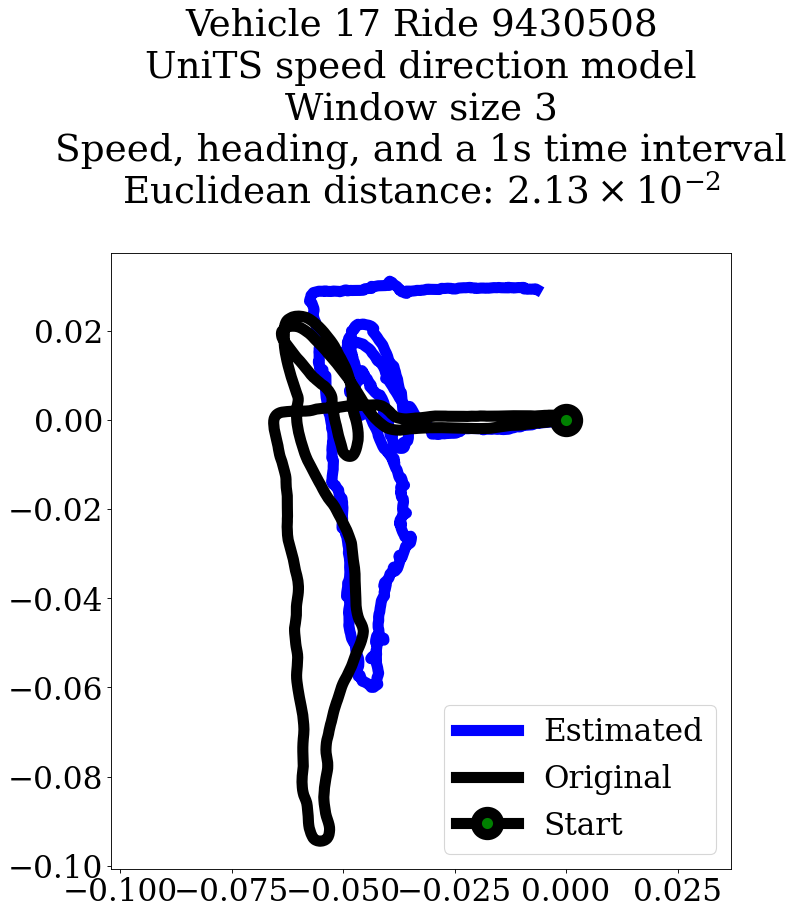 Vehicle 17 Ride 9430508
UniTS speed direction model
Window size 3
Speed, heading, and a 1s time interval
Euclidean distance: 2.13 × 10⁻²
0.02
0.00
−0.02
−0.04
−0.06
−0.08
−0.10
Estimated
Original
Start
−0.100 −0.075 −0.050 −0.025 0.000 0.025